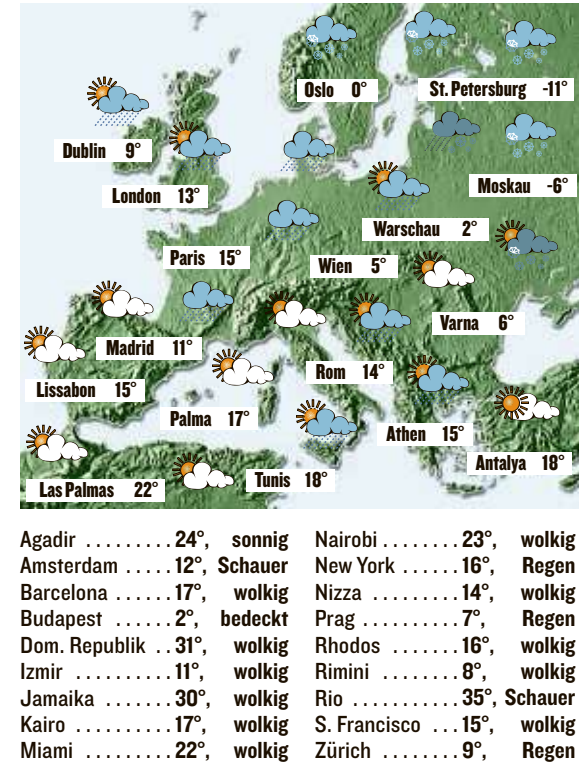 Oslo 0°
St. Petersburg -11°
Dublin 9°
London 13°
Moskau -6°
Warschau 2°
Paris 15°
Wien 5°
Varna 6°
Madrid 11°
Lissabon 15°
Rom 14°
Palma 17°
Athen 15°
Antalya 18°
Las Palmas 22°
Tunis 18°
Agadir ......... 24°, sonnig
Amsterdam ...... 12°, Schauer
Barcelona ...... 17°, wolkig
Budapest ...... 2°, bedeckt
Dom. Republik .. 31°, wolkig
Izmir .......... 11°, wolkig
Jamaika ........ 30°, wolkig
Kairo .......... 17°, wolkig
Miami ......... 22°, wolkig
Nairobi ........ 23°, wolkig
New York ...... 16°, Regen
Nizza ......... 14°, wolkig
Prag .......... 7°, Regen
Rhodos ........ 16°, wolkig
Rimini ......... 8°, wolkig
Rio ........... 35°, Schauer
S. Francisco ... 15°, wolkig
Zürich ........ 9°, Regen